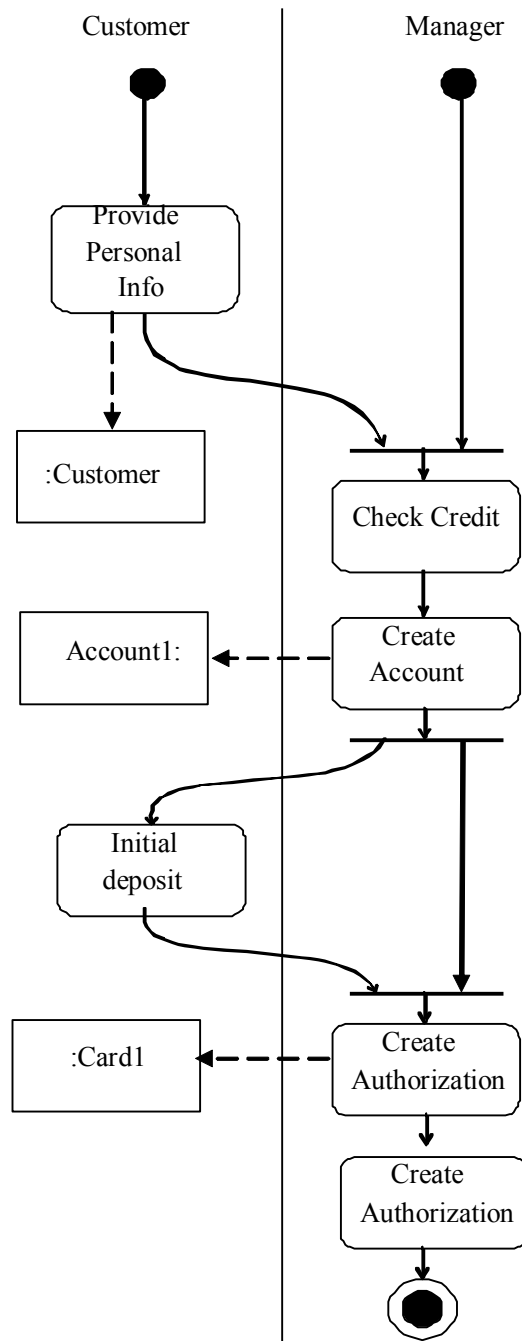 Customer
Manager
Provide
Personal
Info
:Customer
Check Credit
Account1:
Create
Account
Initial
deposit
:Card1
Create
Authorization
Create
Authorization